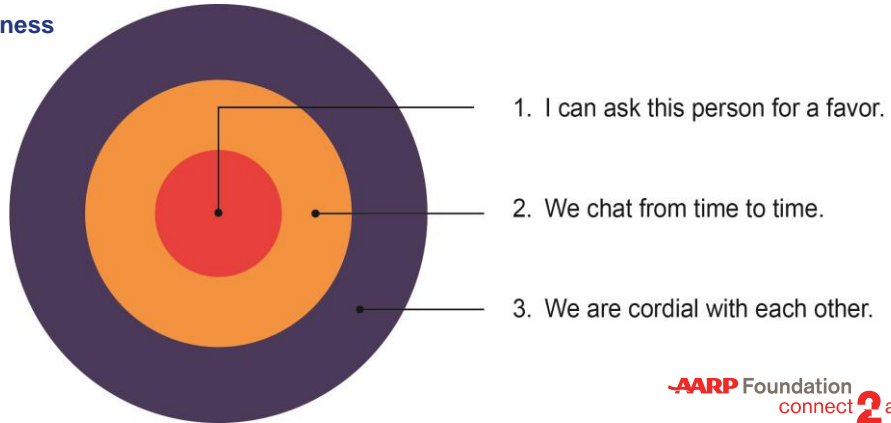 ness
1. I can ask this person for a favor.
2. We chat from time to time.
3. We are cordial with each other.
AARP Foundation
connect2a